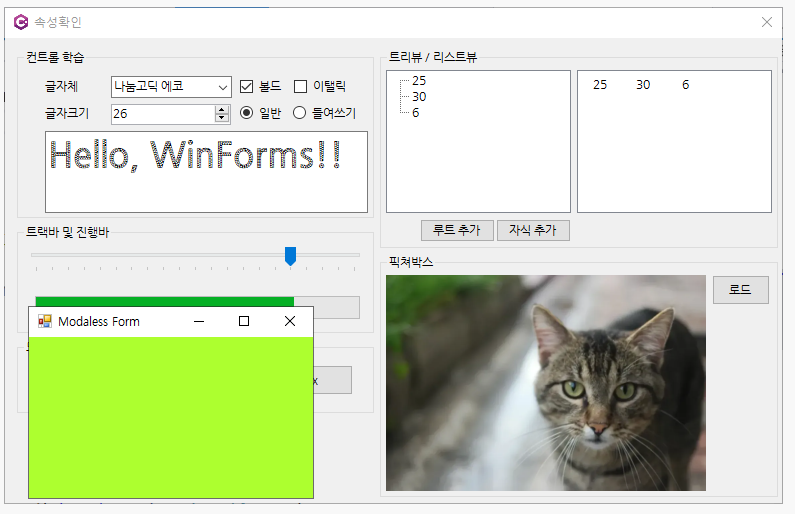 속성확인
컨트롤 학습
글자체
나눔고딕 에코
볼드
이탤릭
글자크기
26
일반
들여쓰기
Hello, WinForms!!
트랙바 및 진행바
Modaless Form
x
트리뷰 / 리스트뷰
25
30
6
25 30 6
루트 추가
자식 추가
픽쳐박스
로드